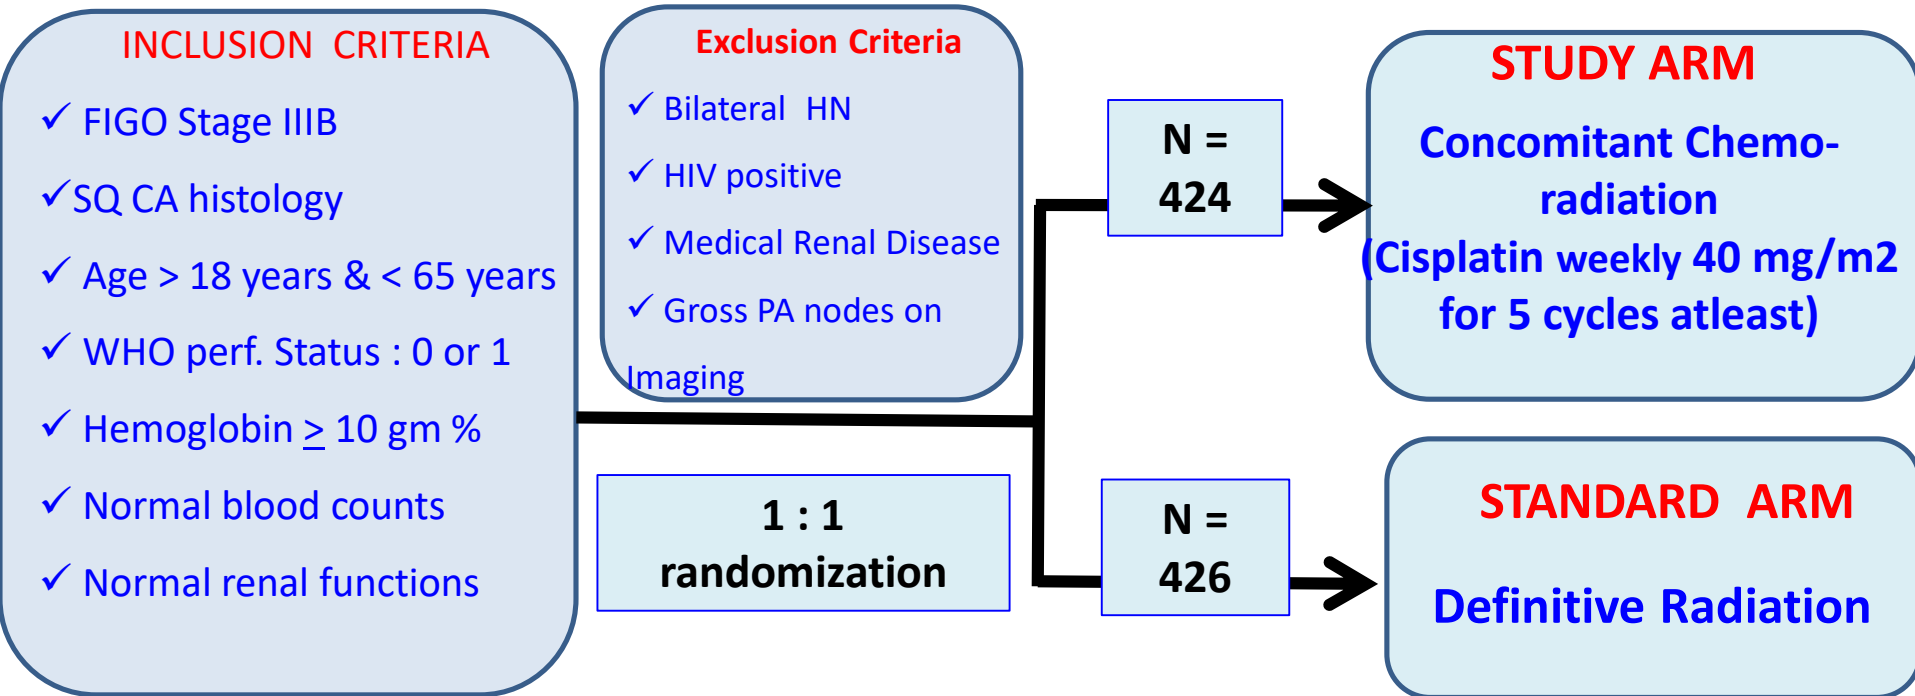 INCLUSION CRITERIA
✓ FIGO Stage IIIB
✓SQ CA histology
✓ Age > 18 years & < 65 years
✓ WHO perf. Status : 0 or 1
✓ Hemoglobin ≥ 10 gm %
✓ Normal blood counts
✓ Normal renal functions
Exclusion Criteria
✓ Bilateral HN
✓ HIV positive
✓ Medical Renal Disease
✓ Gross PA nodes on
Imaging
1 : 1
randomization
N =
424
STUDY ARM
Concomitant Chemo-
radiation
(Cisplatin weekly 40 mg/m2
for 5 cycles atleast)
N =
426
STANDARD ARM
Definitive Radiation